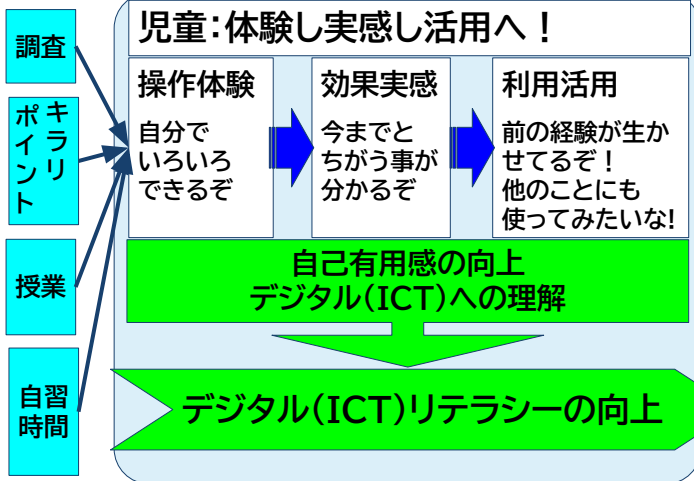 調査
キラリ
ポイント
授業
自習
時間
児童:体験し実感し活用へ!
操作体験
自分で
いろいろ
できるぞ
効果実感
今までと
ちがう事が
分かるぞ
利用活用
前の経験が生か
せてるぞ!
他のことにも
使ってみたいな!
自己有用感の向上
デジタル(ICT)への理解
デジタル(ICT)リテラシーの向上